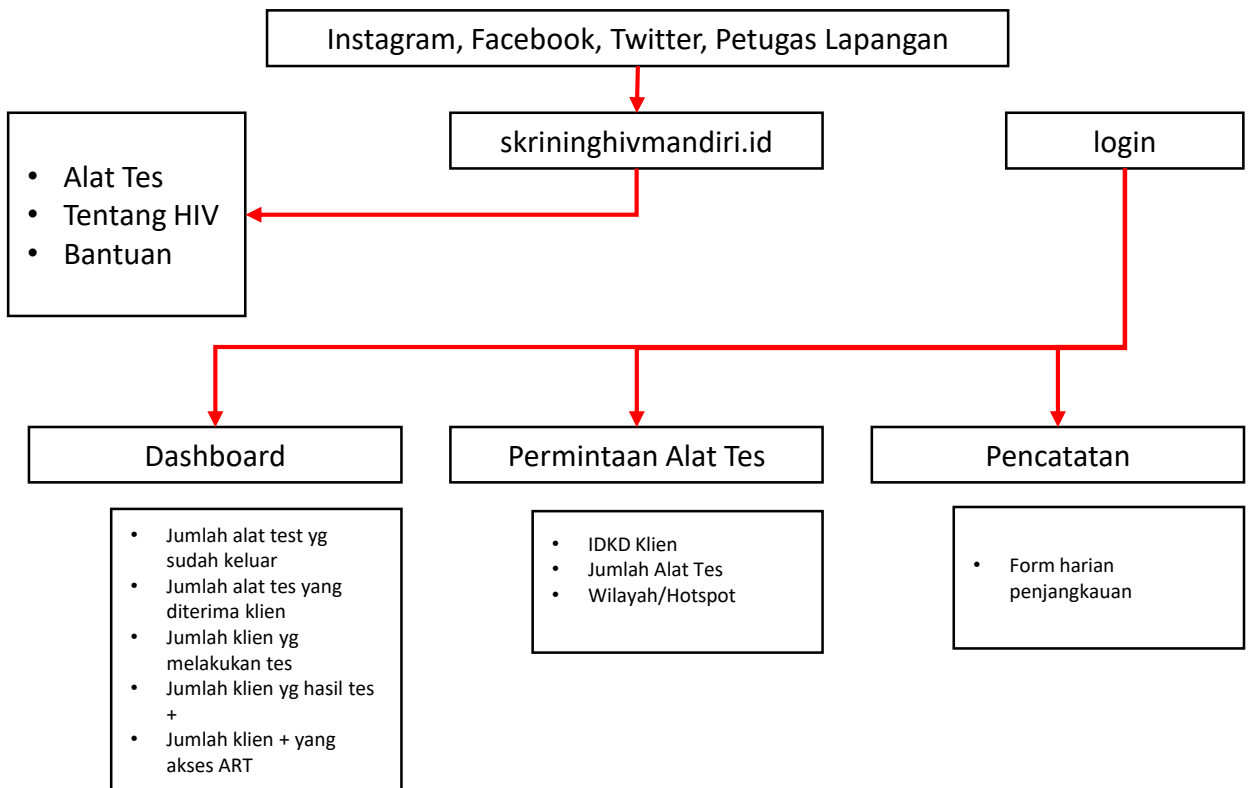 Instagram, Facebook, Twitter, Petugas Lapangan
skrininghivmandiri.id
login
• Alat Tes
• Tentang HIV
• Bantuan
Dashboard
Permintaan Alat Tes
Pencatatan
• Jumlah alat test yg
sudah keluar
• Jumlah alat tes yang
diterima klien
• Jumlah klien yg
melakukan tes
• Jumlah klien yg hasil tes
+
• Jumlah klien + yang
akses ART
• IDKD Klien
• Jumlah Alat Tes
• Wilayah/Hotspot
• Form harian
penjangkauan